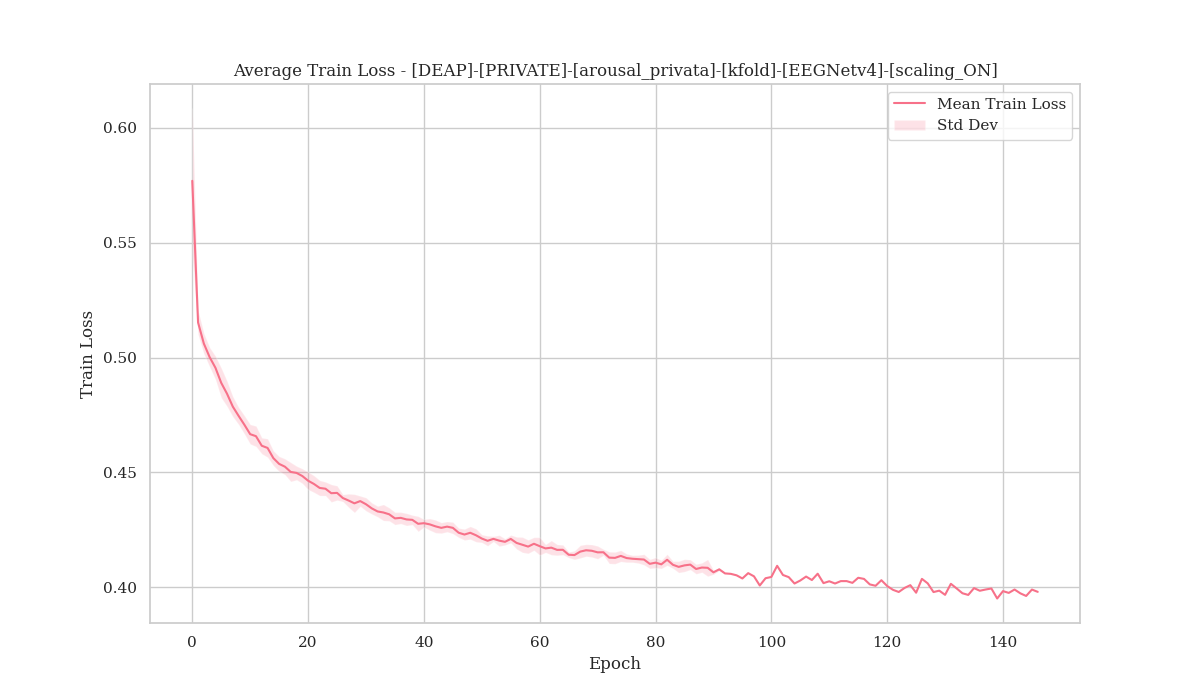 Average Train Loss - [DEAP]-[PRIVATE]-[arousal_privata]-[kfold]-[EEGNetv4]-[scaling_ON]
Mean Train Loss
Std Dev
0.60
0.55
0.50
0.45
0.40
Train Loss
0 20 40 60 80 100 120 140
Epoch